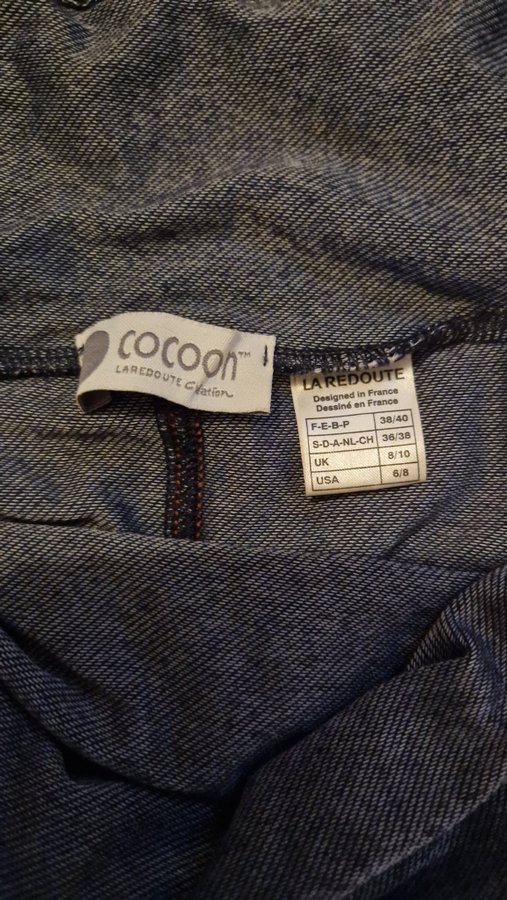 cocoon™
LAREDOUTE Création
LA REDOUTE
Designed in France
Dessiné en France
F-E-B-P 38/40
S-D-A-NL-CH 36/38
UK 8/10
USA 6/8